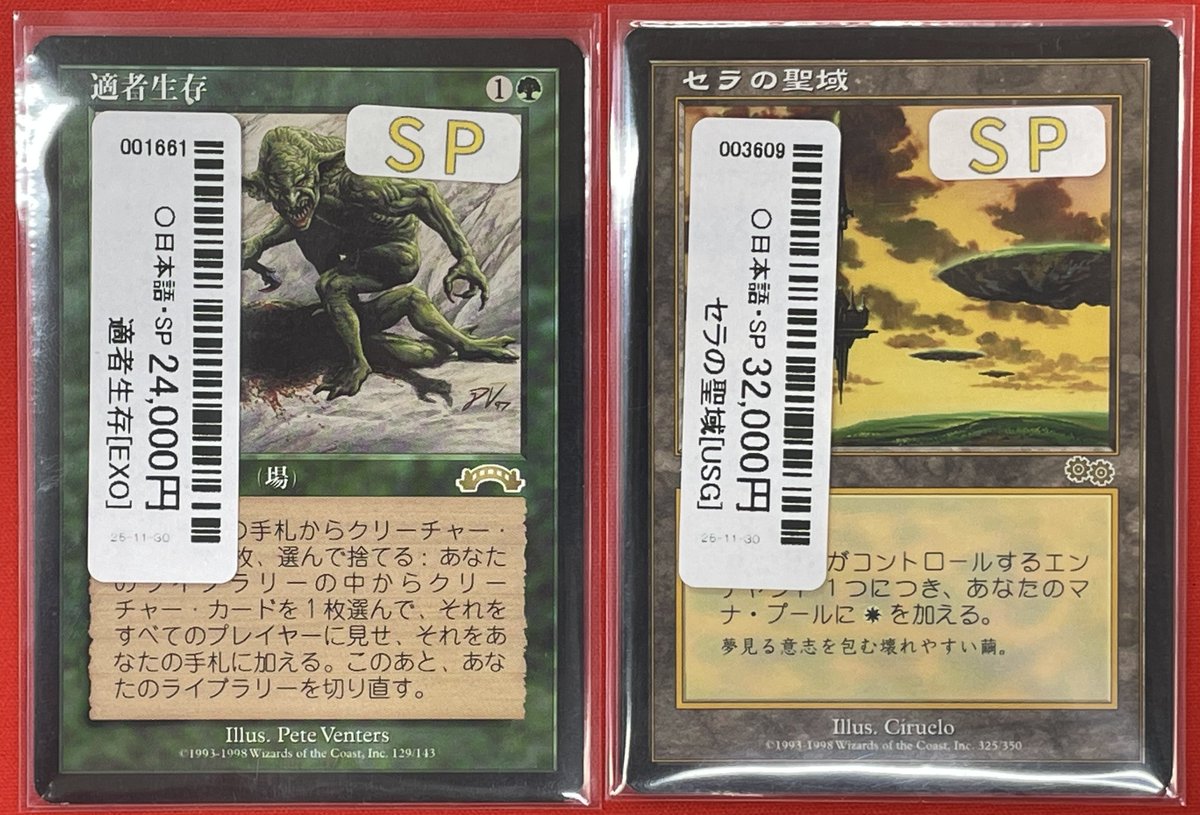 適者生存
1
SP
001661
〇日本語・SP 24,000円
適者生存[EXO]
25-11-30
(場)
の手札からクリーチャー・
枚、選んで捨てる:あなた
のライブラリーの中からクリー
チャー・カードを1枚選んで、それを
すべてのプレイヤーに見せ、それをあ
なたの手札に加える。このあと、あな
たのライブラリーを切り直す。
DV97
Illus. Pete Venters
©1993-1998 Wizards of the Coast, Inc. 129/143
セラの聖域
SP
003609
〇日本語・SP 32,000円
セラの聖域[USG]
25-11-30
がコントロールするエン
チャント1つにつき、あなたのマ
ナ・プールに を加える。
夢見る意志を包む壊れやすい繭。
Illus. Ciruelo
©1993-1998 Wizards of the Coast, Inc. 325/350